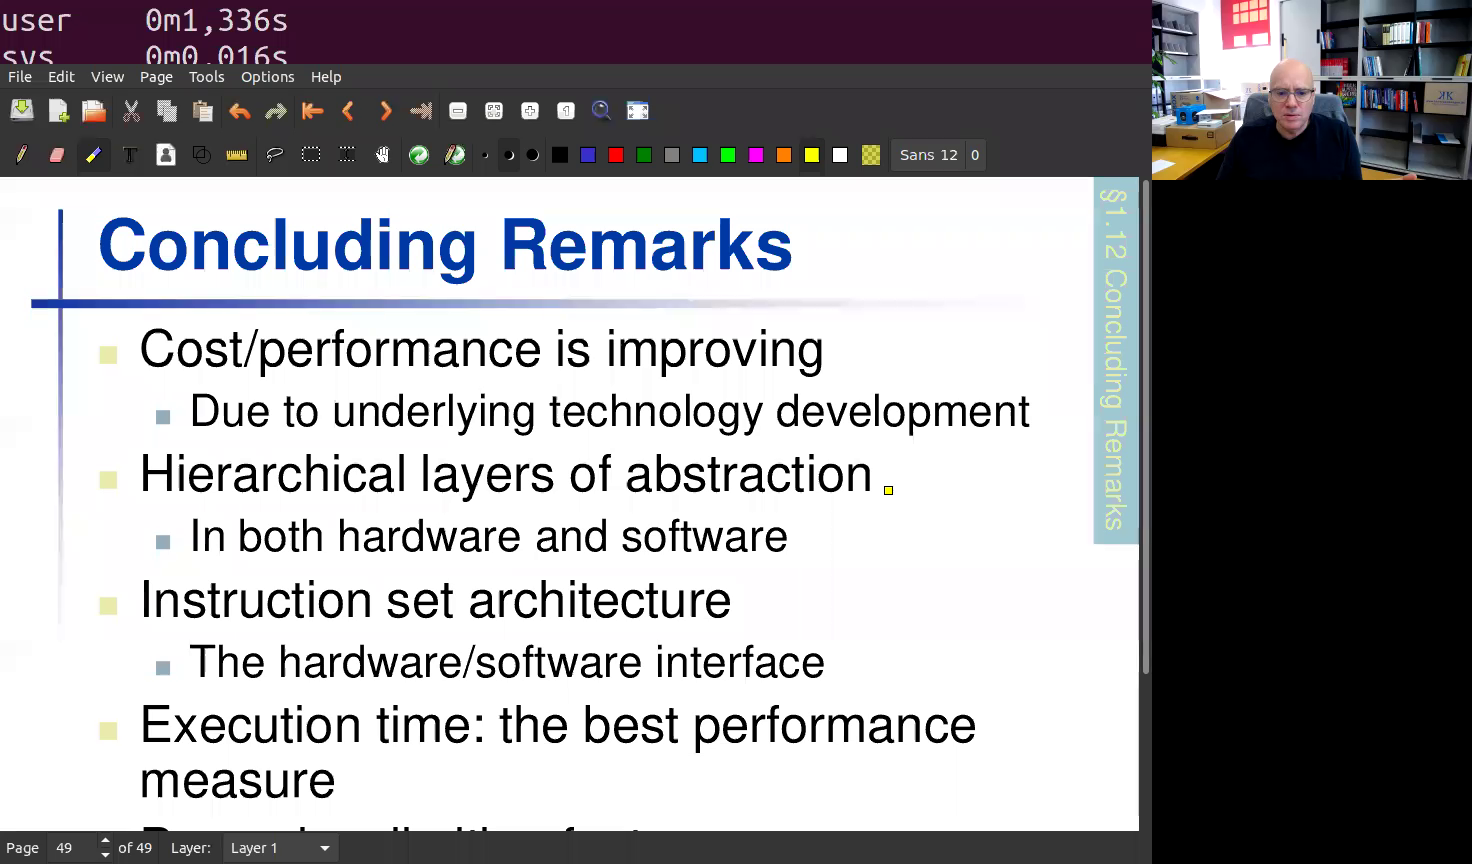 user 0m1,336s
sys 0m0,016s
File Edit View Page Tools Options Help
Sans 12 0
Concluding Remarks
§1.12 Concluding Remarks
Cost/performance is improving
Due to underlying technology development
Hierarchical layers of abstraction
In both hardware and software
Instruction set architecture
The hardware/software interface
Execution time: the best performance
measure
Page 49 of 49 Layer: Layer 1